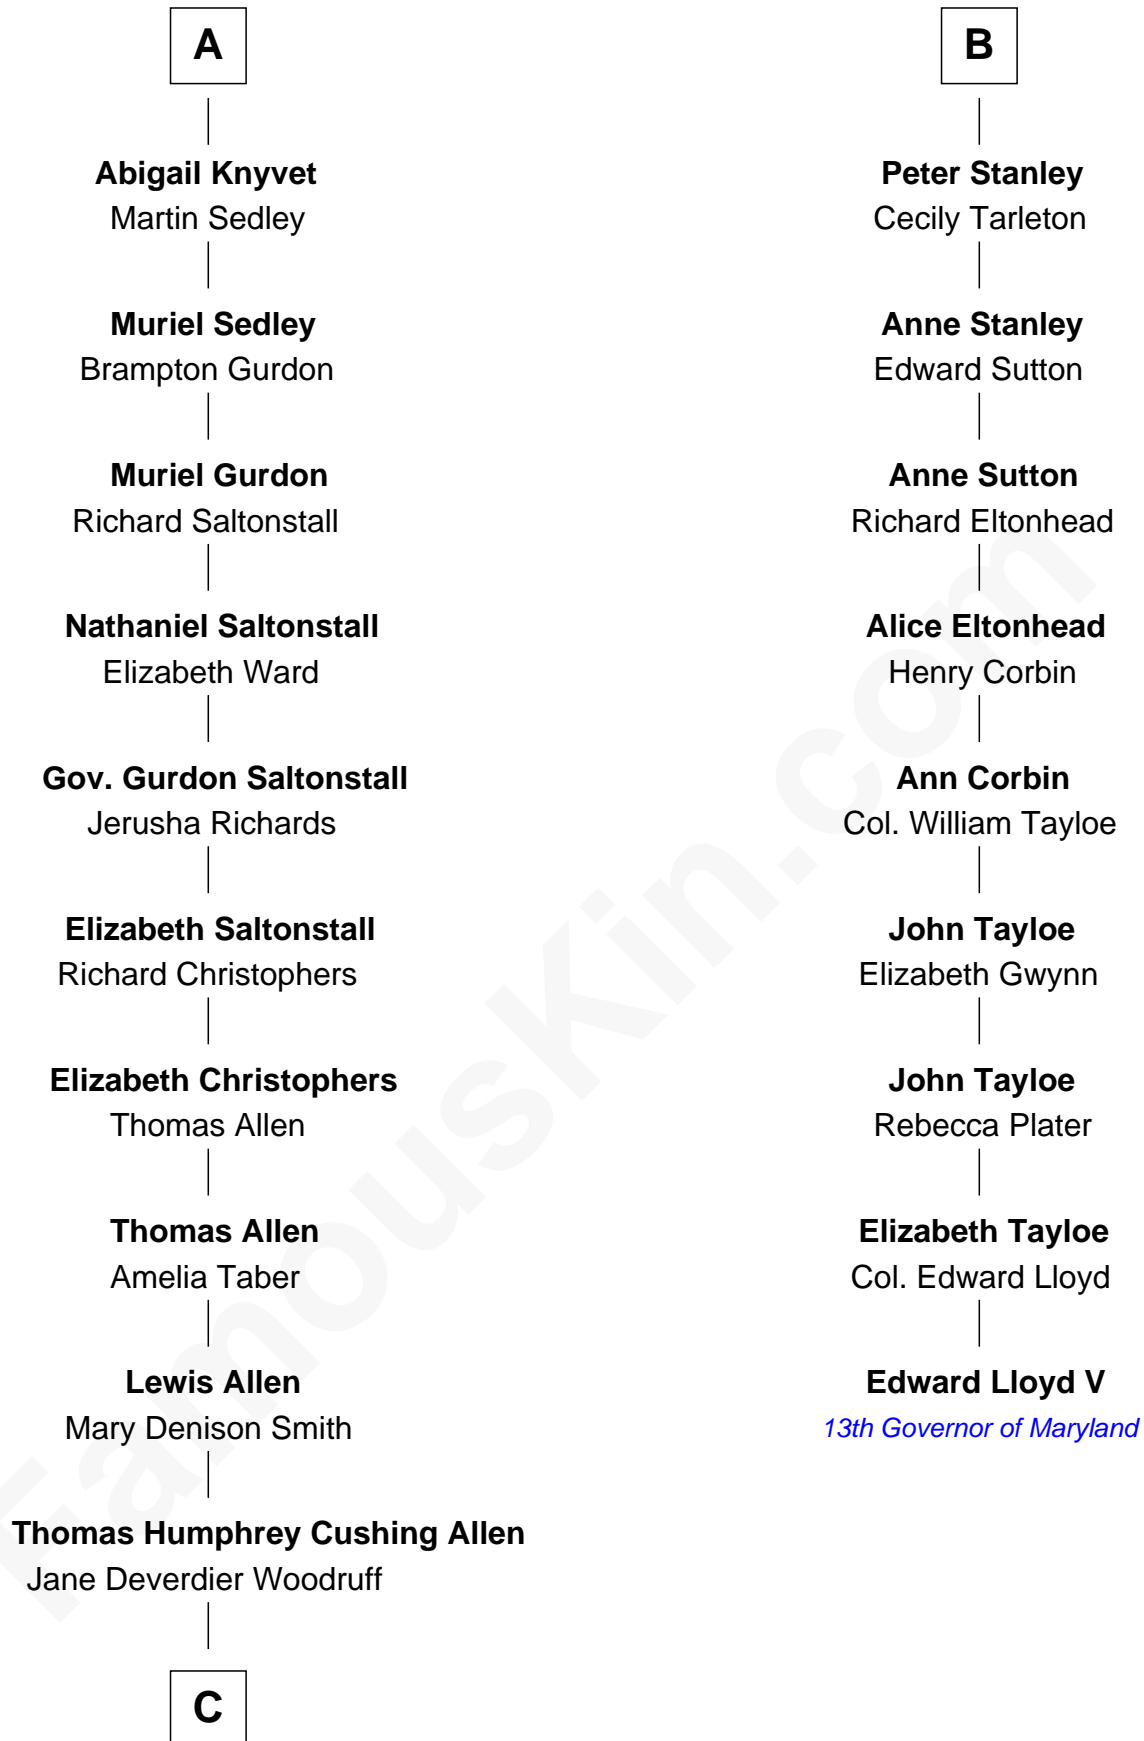 A
Abigail Knyvet
Martin Sedley
Muriel Sedley
Brampton Gurdon
Muriel Gurdon
Richard Saltonstall
Nathaniel Saltonstall
Elizabeth Ward
Gov. Gurdon Saltonstall
Jerusha Richards
Elizabeth Saltonstall
Richard Christophers
Elizabeth Christophers
Thomas Allen
Thomas Allen
Amelia Taber
Lewis Allen
Mary Denison Smith
Thomas Humphrey Cushing Allen
Jane Deverdier Woodruff
C
B
Peter Stanley
Cecily Tarleton
Anne Stanley
Edward Sutton
Anne Sutton
Richard Eltonhead
Alice Eltonhead
Henry Corbin
Ann Corbin
Col. William Tayloe
John Tayloe
Elizabeth Gwynn
John Tayloe
Rebecca Plater
Elizabeth Tayloe
Col. Edward Lloyd
Edward Lloyd V
13th Governor of Maryland
FamousKin.com